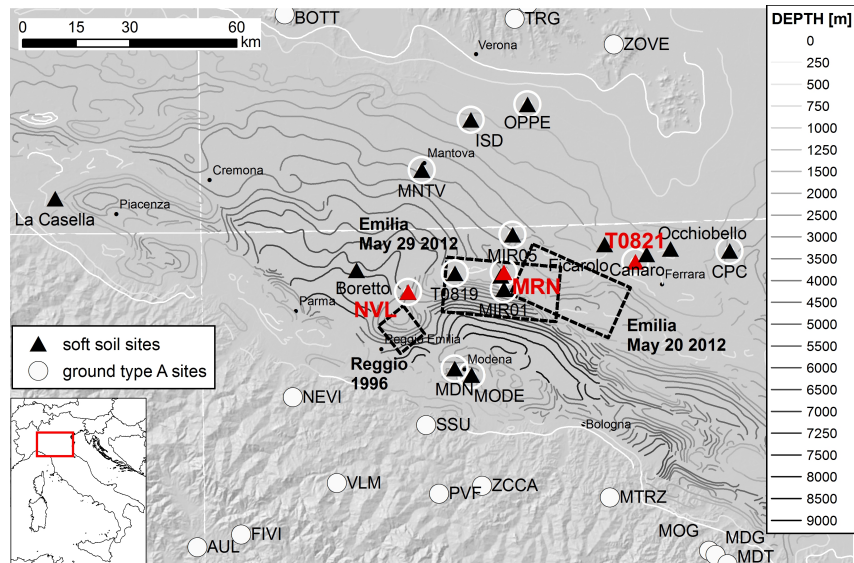 0 15 30 60
km
BOTT
TRG
ZOVE
Verona
OPPE
ISD
Mantova
MNTV
Cremona
La Casella
Piacenza
Emilia
May 29 2012
MIR05
T0821
Occhiobello
Ficarolo
Canaro
Ferrara
CPC
Boretto
T0819
MRN
MIR01
NVL
Parma
Reggio Emilia
Emilia
May 20 2012
Reggio
1996
Modena
MDN
MODE
Bologna
NEVI
SSU
VLM
PVF
ZCCA
MTRZ
FIVI
AUL
MOG
MDG
MDT
soft soil sites
ground type A sites
DEPTH [m]
0
250
500
750
1000
1250
1500
2000
2500
3000
3500
4000
4500
5000
5500
6000
6500
7000
7250
7500
8000
8500
9000